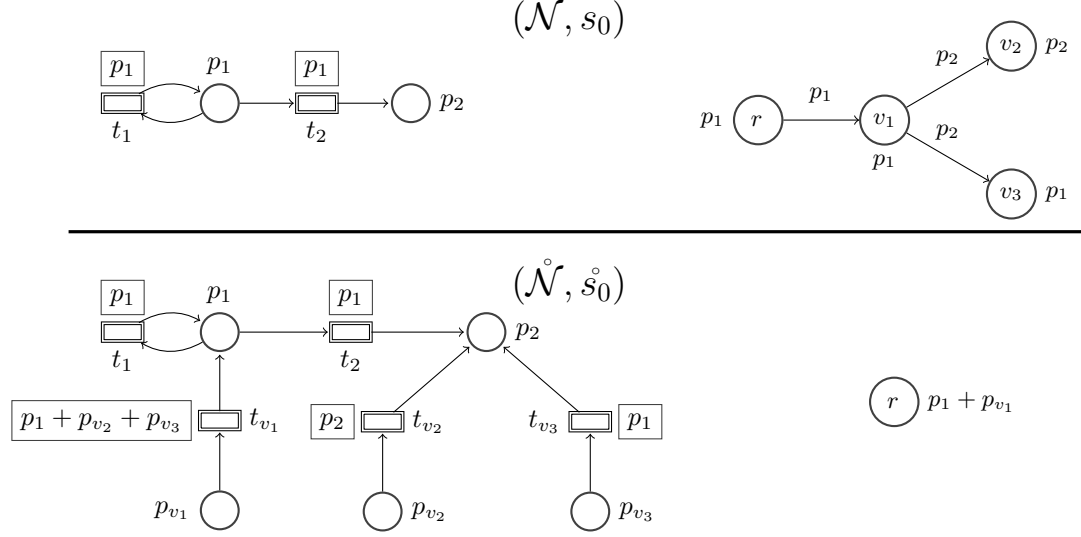 (𝒩, s₀)
p₁ p₁ p₁
t₁ t₂ p₂
p₁ r p₁ v₁ p₁
p₂ v₂ p₂
p₂ v₃ p₁
(𝒩̊, s̊₀)
p₁ p₁ p₁
t₁ t₂ p₂
p₁ + p_{v₂} + p_{v₃} t_{v₁} p₂ t_{v₂} t_{v₃} p₁
p_{v₁} p_{v₂} p_{v₃}
r p₁ + p_{v₁}